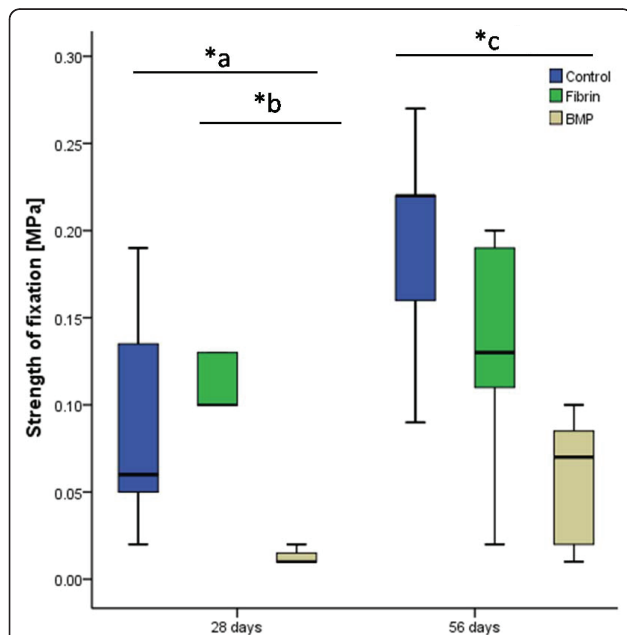 *a
*b
*c
Control
Fibrin
BMP
Strength of fixation [MPa]
0.30
0.25
0.20
0.15
0.10
0.05
0.00
28 days
56 days